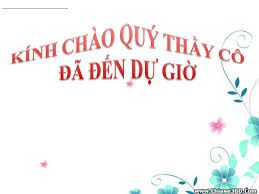 KÍNH CHÀO QUÝ THẦY CÔ
ĐÃ ĐẾN DỰ GIỜ